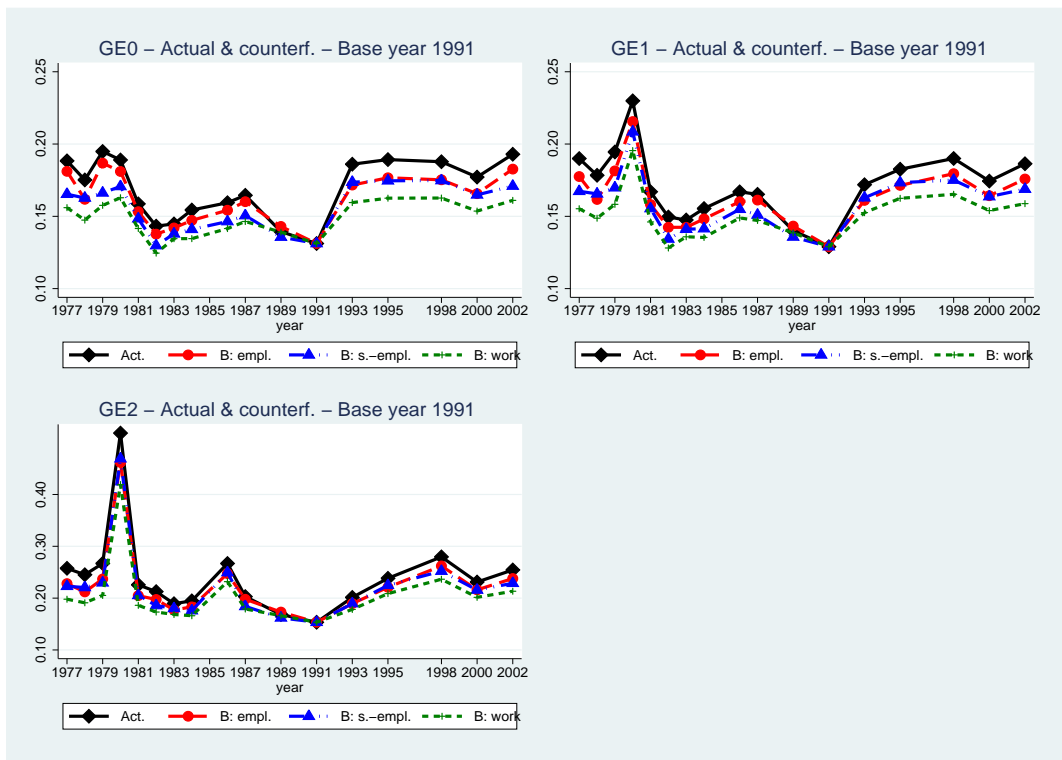 GE0 − Actual & counterf. − Base year 1991
0.25
0.20
0.15
0.10
1977 1979 1981 1983 1985 1987 1989 1991 1993 1995 1998 2000 2002
year
Act. B: empl. B: s.−empl. B: work
GE1 − Actual & counterf. − Base year 1991
0.25
0.20
0.15
0.10
1977 1979 1981 1983 1985 1987 1989 1991 1993 1995 1998 2000 2002
year
Act. B: empl. B: s.−empl. B: work
GE2 − Actual & counterf. − Base year 1991
0.40
0.30
0.20
0.10
1977 1979 1981 1983 1985 1987 1989 1991 1993 1995 1998 2000 2002
year
Act. B: empl. B: s.−empl. B: work